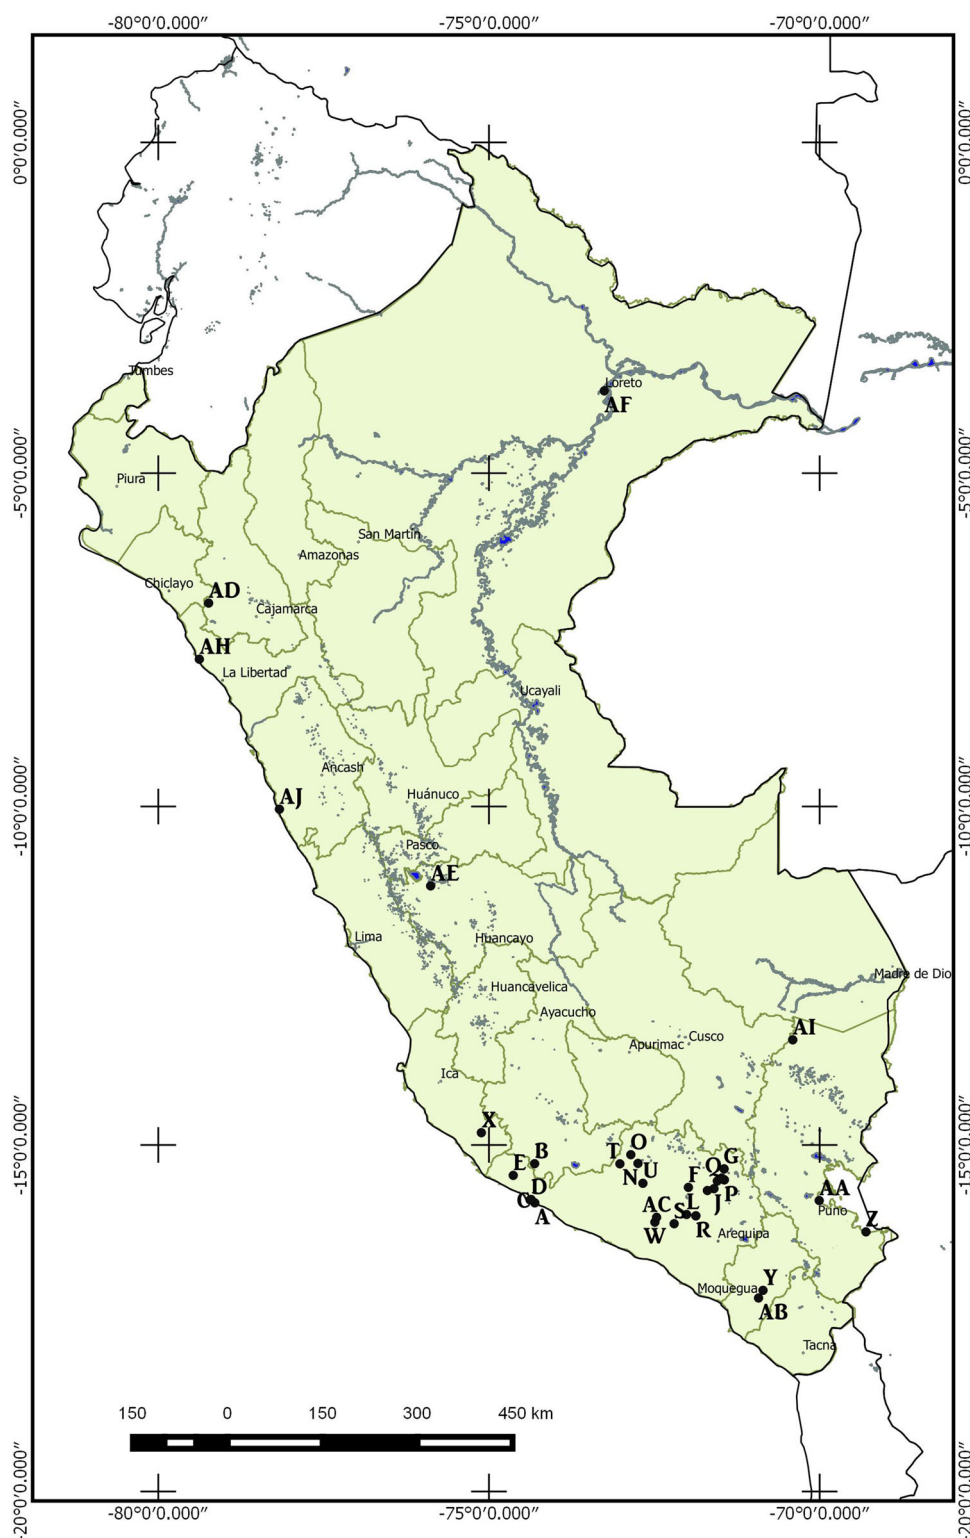 -80°0′0.000″ -75°0′0.000″ -70°0′0.000″
0°0′0.000″ 0°0′0.000″
Tumbes
Loreto
AF
-5°0′0.000″ -5°0′0.000″
Piura
San Martín
Amazonas
Chiclayo
AD
Cajamarca
AH
La Libertad
Ucayali
Ancash
AJ
Huánuco
-10°0′0.000″ -10°0′0.000″
Pasco
AE
Lima
Huancayo
Madre de Dio
Huancavelica
Ayacucho
AI
Cusco
Apurimac
Ica
X
-15°0′0.000″ -15°0′0.000″
B O
E T G
N U Q
D F P AA
C L J
A AC S Puno
W R Arequipa Z
Y
Moquegua
AB
Tacna
150 0 150 300 450 km
-20°0′0.000″ -20°0′0.000″
-80°0′0.000″ -75°0′0.000″ -70°0′0.000″